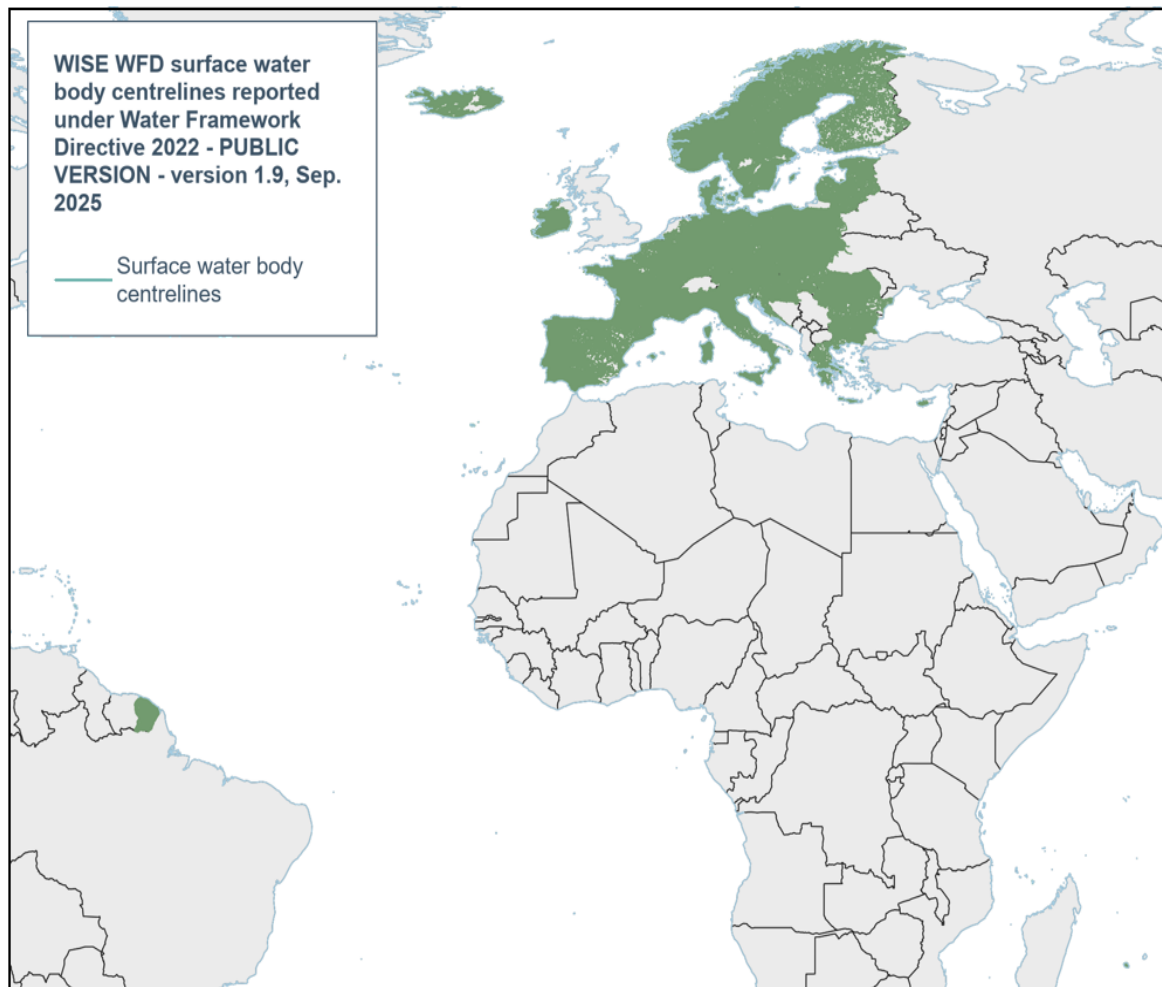 WISE WFD surface water
body centrelines reported
under Water Framework
Directive 2022 - PUBLIC
VERSION - version 1.9, Sep.
2025
Surface water body
centrelines